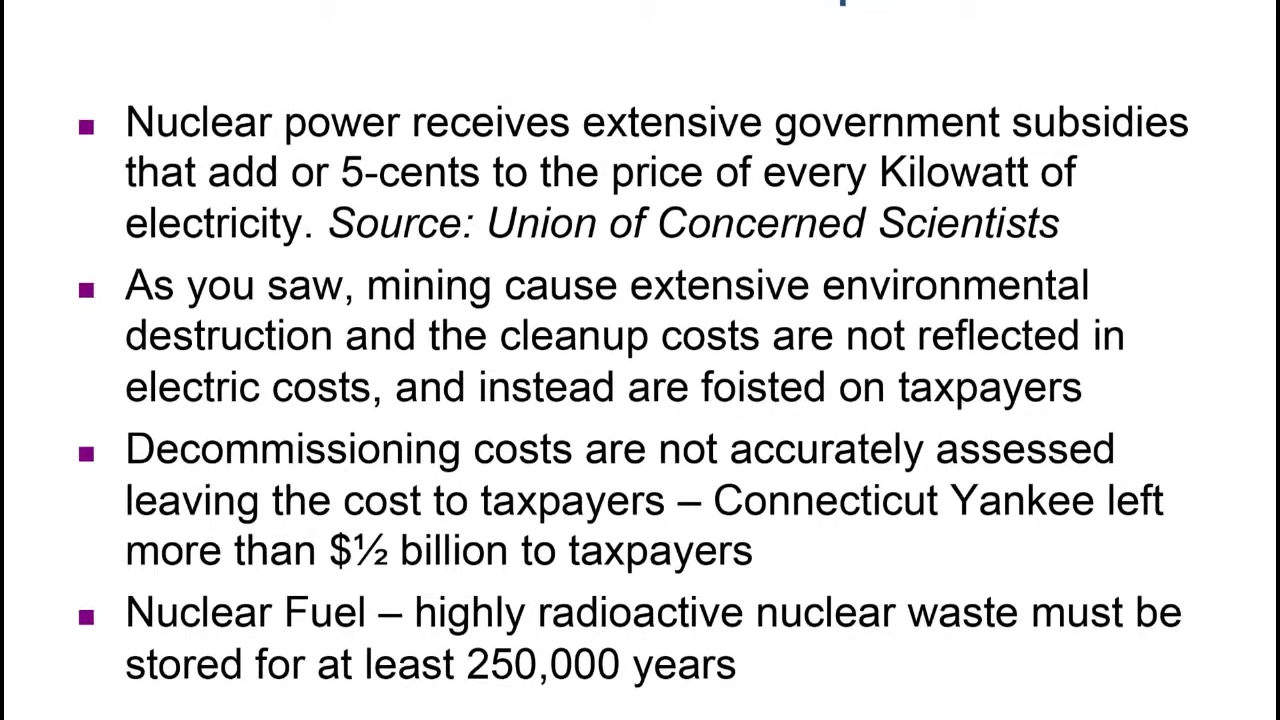 Nuclear power receives extensive government subsidies
that add or 5-cents to the price of every Kilowatt of
electricity. Source: Union of Concerned Scientists
As you saw, mining cause extensive environmental
destruction and the cleanup costs are not reflected in
electric costs, and instead are foisted on taxpayers
Decommissioning costs are not accurately assessed
leaving the cost to taxpayers – Connecticut Yankee left
more than $½ billion to taxpayers
Nuclear Fuel – highly radioactive nuclear waste must be
stored for at least 250,000 years